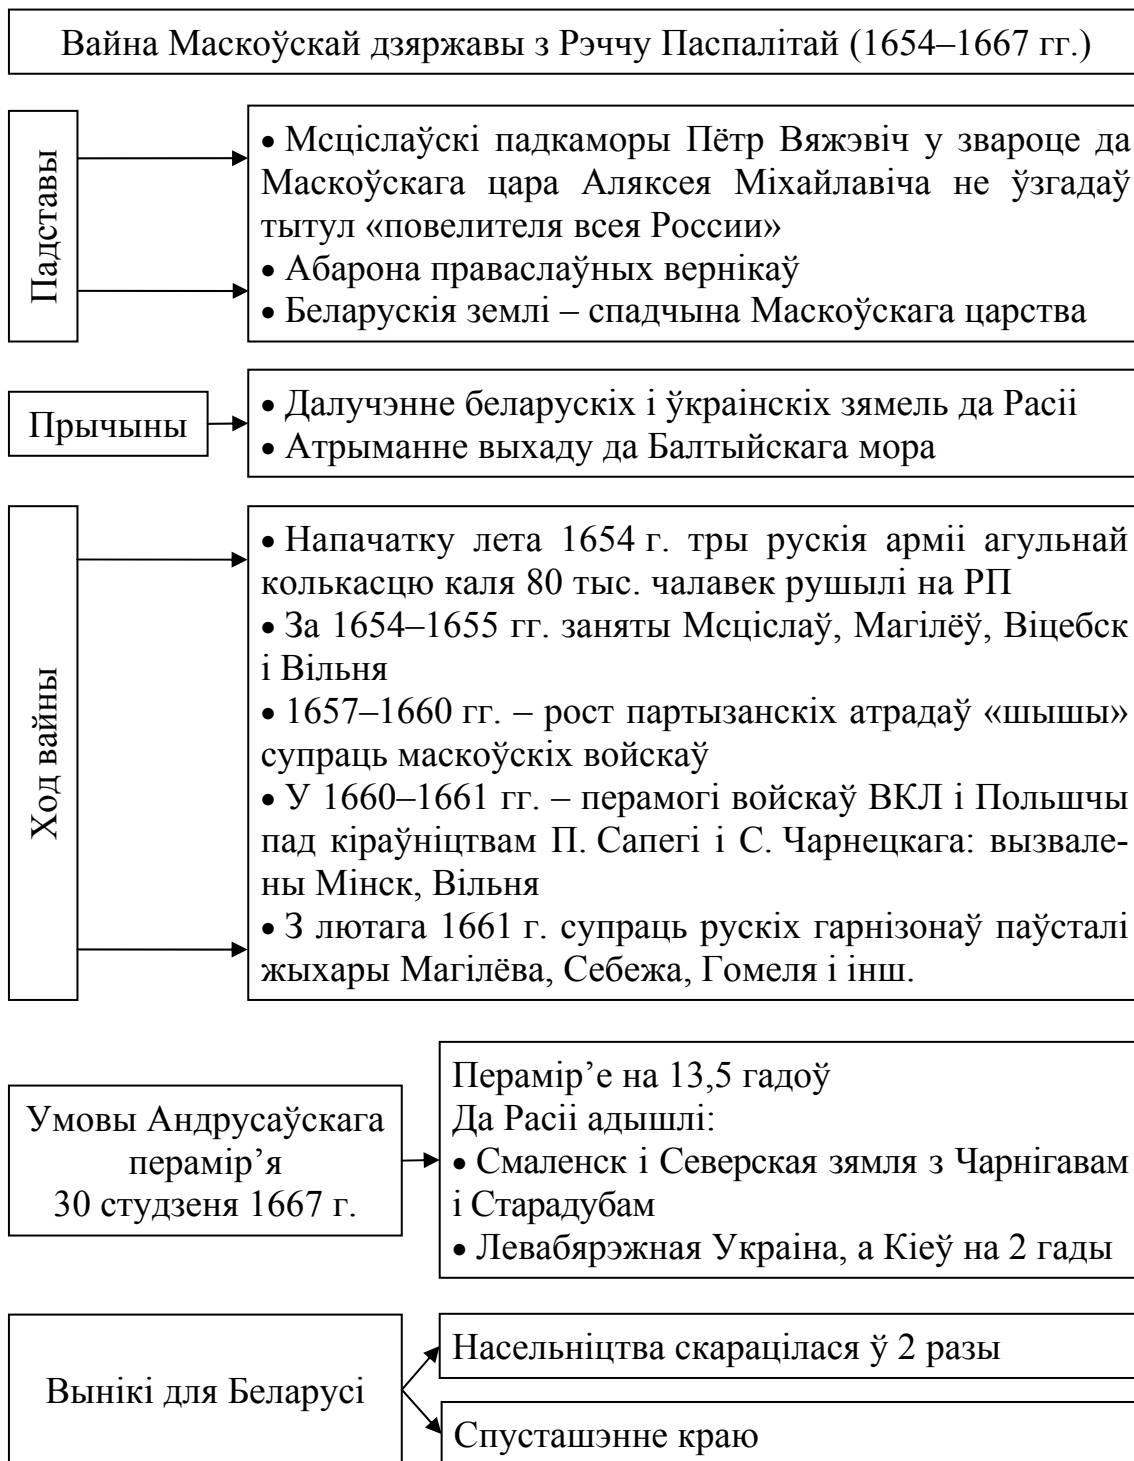 Вайна Маскоўскай дзяржавы з Рэччу Паспалітай (1654–1667 гг.)
Падставы
• Мсціслаўскі падкаморы Пётр Вяжэвіч у звароце да
Маскоўскага цара Аляксея Міхайлавіча не ўзгадаў
тытул «повелителя всея России»
• Абарона праваслаўных вернікаў
• Беларускія землі – спадчына Маскоўскага царства
Прычыны
• Далучэнне беларускіх і ўкраінскіх зямель да Расіі
• Атрыманне выхаду да Балтыйскага мора
Ход вайны
• Напачатку лета 1654 г. тры рускія арміі агульнай
колькасцю каля 80 тыс. чалавек рушылі на РП
• За 1654–1655 гг. заняты Мсціслаў, Магілёў, Віцебск
і Вільня
• 1657–1660 гг. – рост партызанскіх атрадаў «шышы»
супраць маскоўскіх войскаў
• У 1660–1661 гг. – перамогі войскаў ВКЛ і Польшчы
пад кіраўніцтвам П. Сапегі і С. Чарнецкага: вызвале-
ны Мінск, Вільня
• З лютага 1661 г. супраць рускіх гарнізонаў паўсталі
жыхары Магілёва, Себежа, Гомеля і інш.
Умовы Андрусаўскага
перамір’я
30 студзеня 1667 г.
Перамір’е на 13,5 гадоў
Да Расіі адышлі:
• Смаленск і Северская зямля з Чарнігавам
і Старадубам
• Левабярэжная Украіна, а Кіеў на 2 гады
Вынікі для Беларусі
Насельніцтва скарацілася ў 2 разы
Спусташэнне краю